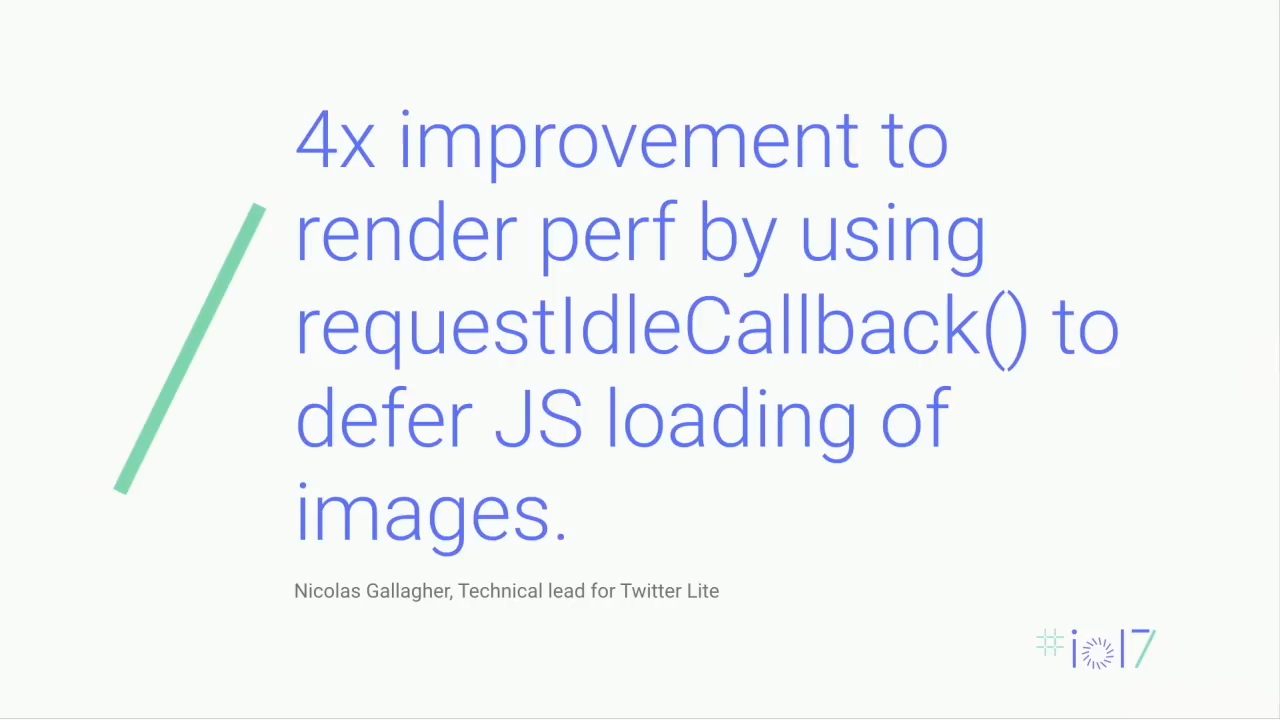 4x improvement to
render perf by using
requestIdleCallback() to
defer JS loading of
images.
Nicolas Gallagher, Technical lead for Twitter Lite
#io17